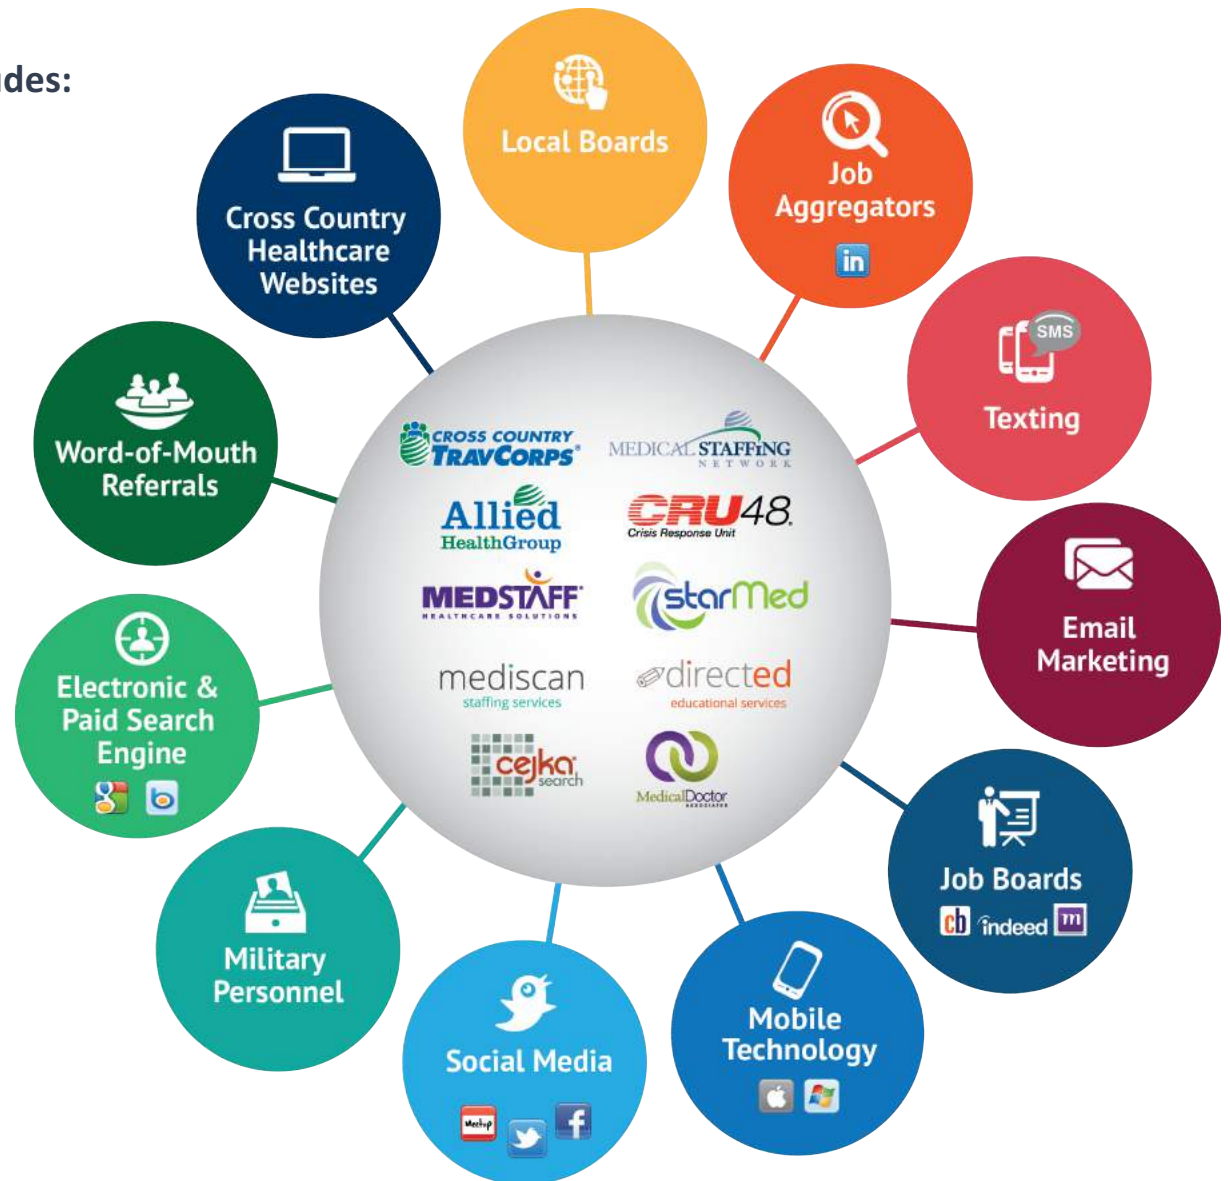 udes:
Local Boards
Job
Aggregators
in
Cross Country
Healthcare
Websites
SMS
Texting
Word-of-Mouth
Referrals
CROSS COUNTRY
TRAVCORPS®
MEDICAL STAFFING
NETWORK
Allied
HealthGroup
CRU48.
Crisis Response Unit
MEDSTAFF
HEALTHCARE SOLUTIONS
starMed
Email
Marketing
mediscan
staffing services
directed
educational services
Electronic &
Paid Search
Engine
g
b
cejka
search
MedicalDoctor
ASSOCIATES
Job Boards
cb indeed m
Military
Personnel
Mobile
Technology
Social Media
Meetup
f